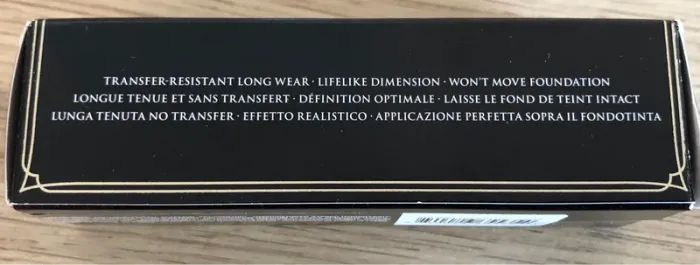 TRANSFER-RESISTANT LONG WEAR · LIFELIKE DIMENSION · WON'T MOVE FOUNDATION
LONGUE TENUE ET SANS TRANSFERT · DÉFINITION OPTIMALE · LAISSE LE FOND DE TEINT INTACT
LUNGA TENUTA NO TRANSFER · EFFETTO REALISTICO · APPLICAZIONE PERFETTA SOPRA IL FONDOTINTA